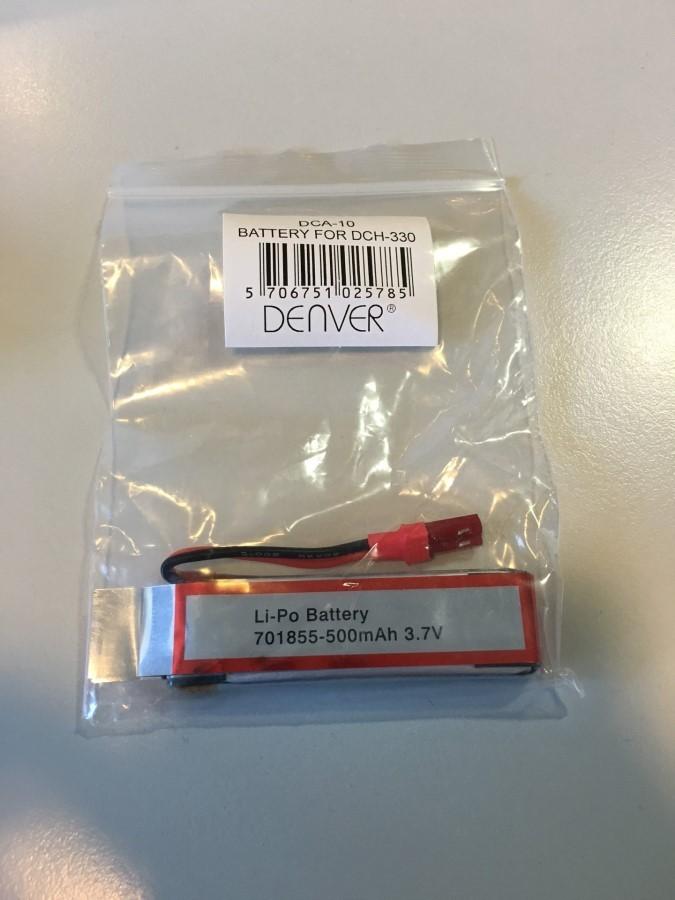 DCA-10
BATTERY FOR DCH-330
5 706751 025785
DENVER®
Li-Po Battery
701855-500mAh 3.7V